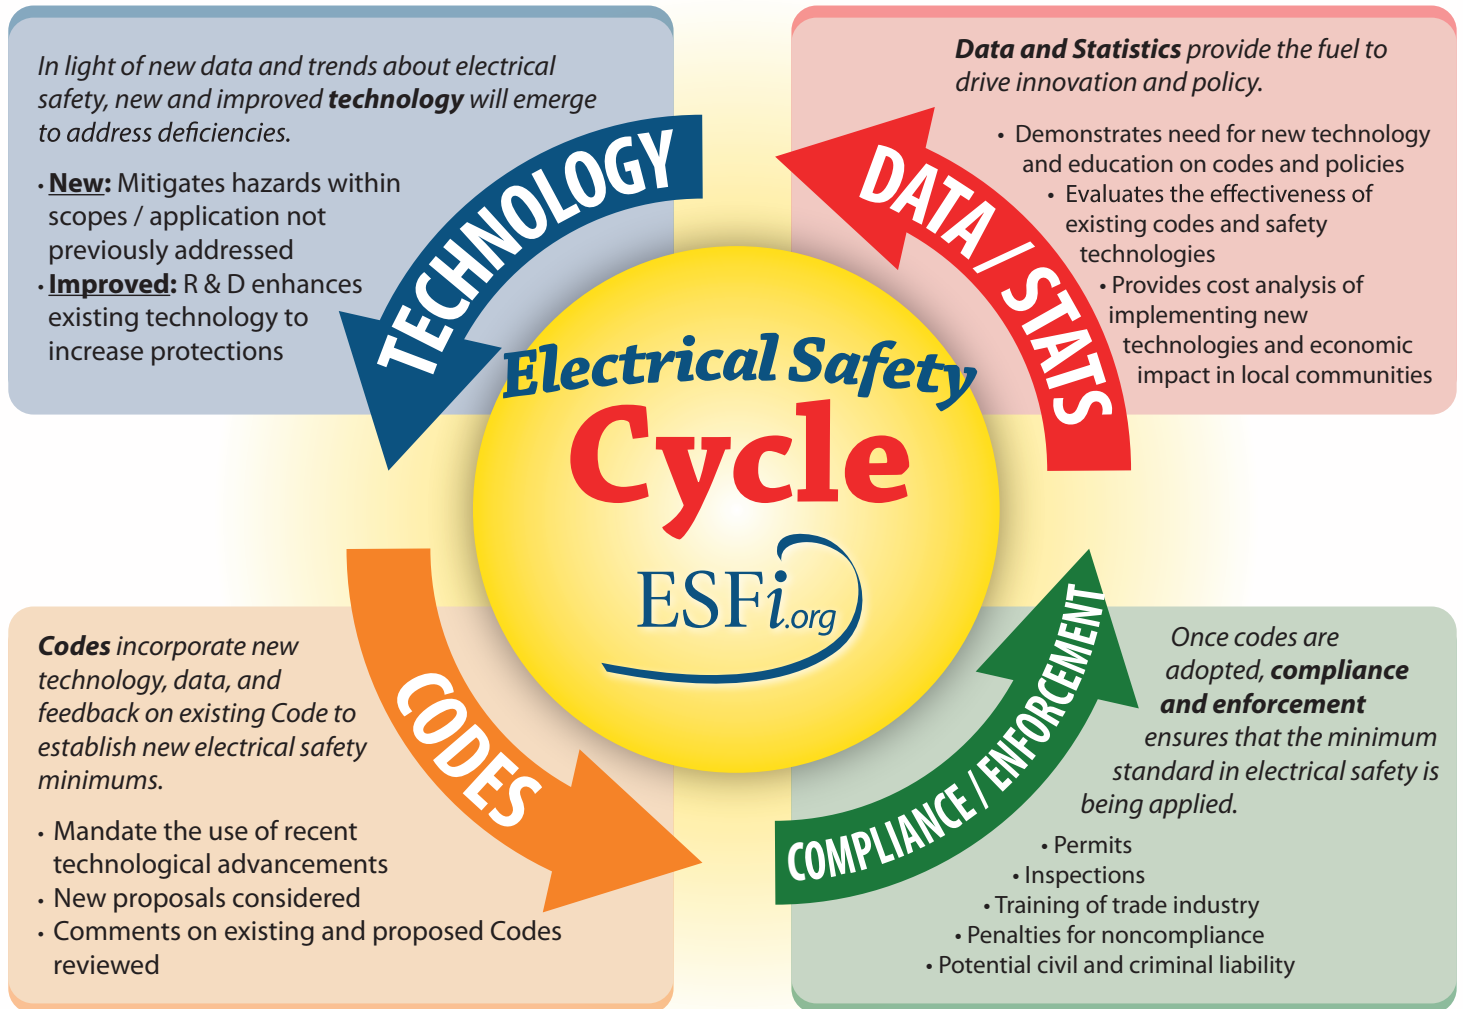 In light of new data and trends about electrical
safety, new and improved technology will emerge
to address deficiencies.
• New: Mitigates hazards within
scopes / application not
previously addressed
• Improved: R & D enhances
existing technology to
increase protections
TECHNOLOGY
Data and Statistics provide the fuel to
drive innovation and policy.
• Demonstrates need for new technology
and education on codes and policies
• Evaluates the effectiveness of
existing codes and safety
technologies
• Provides cost analysis of
implementing new
technologies and economic
impact in local communities
DATA / STATS
Electrical Safety
Cycle
ESFi.org
Codes incorporate new
technology, data, and
feedback on existing Code to
establish new electrical safety
minimums.
• Mandate the use of recent
technological advancements
• New proposals considered
• Comments on existing and proposed Codes
reviewed
CODES
COMPLIANCE / ENFORCEMENT
Once codes are
adopted, compliance
and enforcement
ensures that the minimum
standard in electrical safety is
being applied.
• Permits
• Inspections
• Training of trade industry
• Penalties for noncompliance
• Potential civil and criminal liability